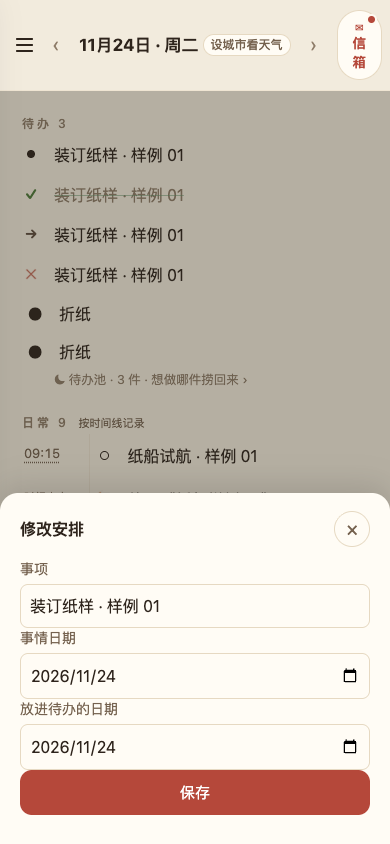 11月24日 · 周二
设城市看天气
信
箱
待办 3
装订纸样 · 样例 01
装订纸样 · 样例 01
装订纸样 · 样例 01
装订纸样 · 样例 01
折纸
折纸
待办池 · 3 件 · 想做哪件捞回来 ›
日常 9 按时间线记录
09:15 纸船试航 · 样例 01
修改安排
事项
装订纸样 · 样例 01
事情日期
2026/11/24
放进待办的日期
2026/11/24
保存